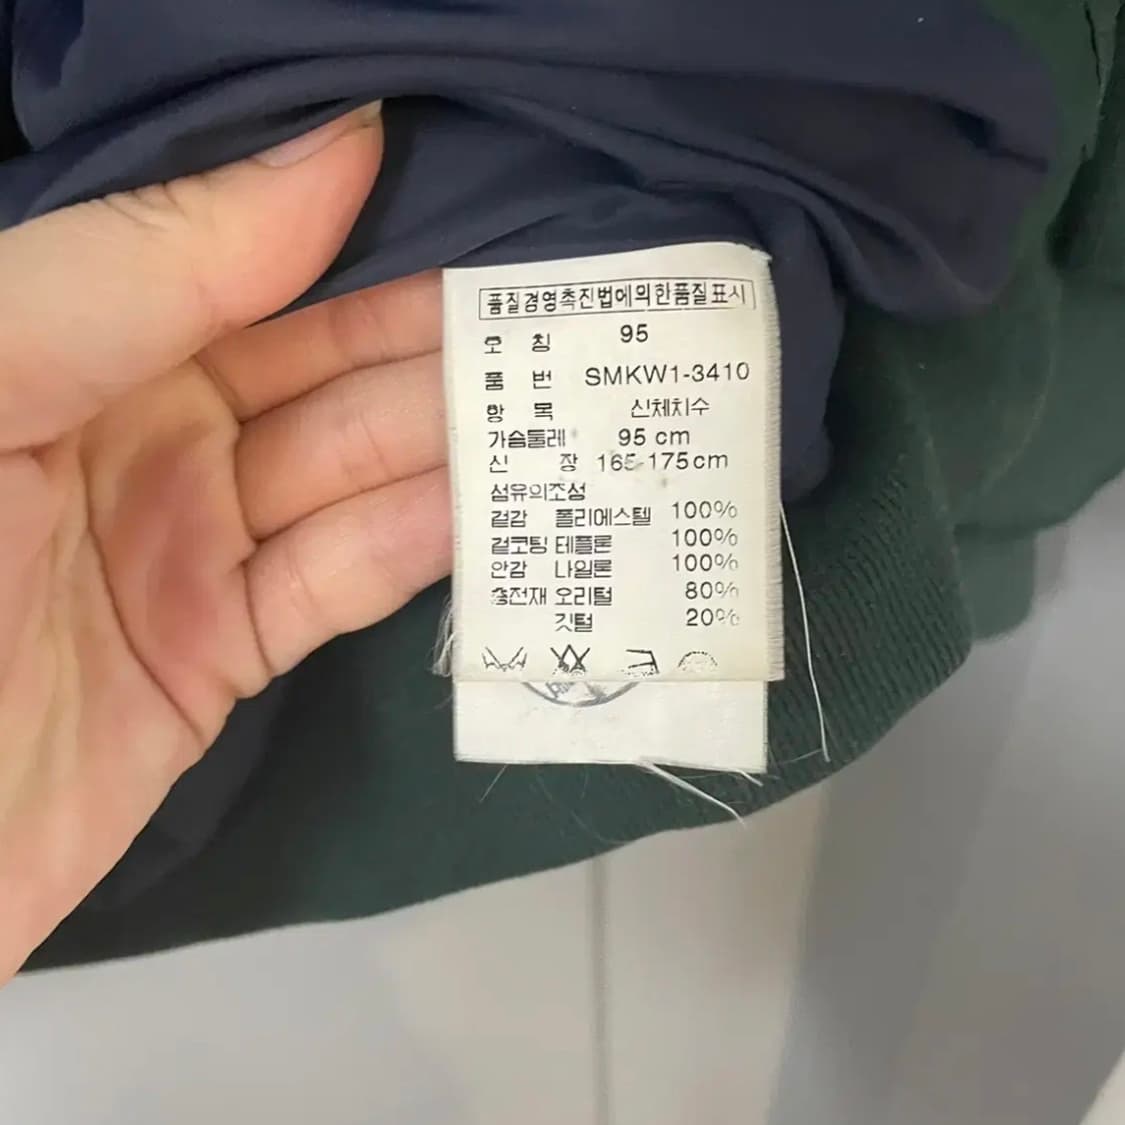 품질경영촉진법에의한품질표시
호 칭 95
품 번 SMKW1-3410
항 목 신체치수
가슴둘레 95 cm
신 장 165-175cm
섬유의조성
겉감 폴리에스텔 100%
겉코팅 테플론 100%
안감 나일론 100%
충전재 오리털 80%
깃털 20%